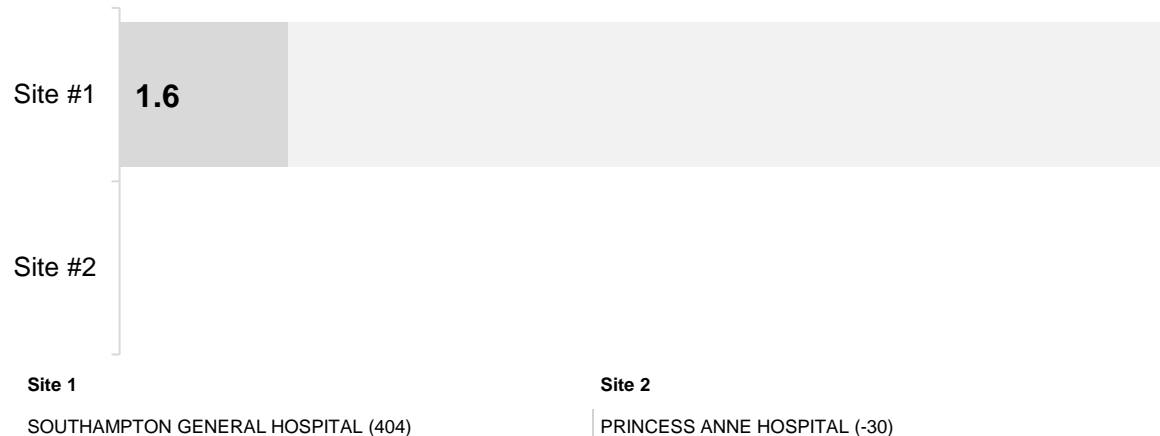 Site #1
1.6
Site #2
Site 1
Site 2
SOUTHAMPTON GENERAL HOSPITAL (404)
PRINCESS ANNE HOSPITAL (-30)